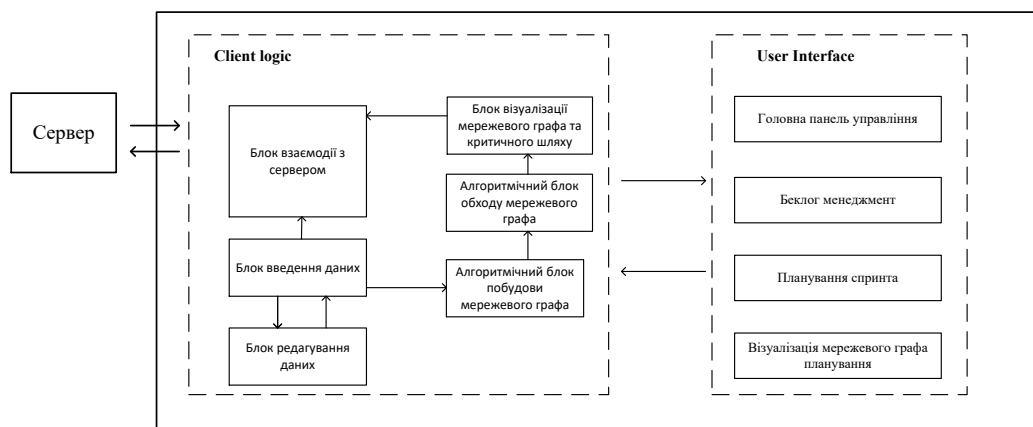 Сервер
Client logic
Блок взаємодії з
сервером
Блок введення даних
Блок редагування
даних
Блок візуалізації
мережевого графа та
критичного шляху
Алгоритмічний блок
обходу мережевого
графа
Алгоритмічний блок
побудови
мережевого графа
User Interface
Головна панель управління
Беклог менеджмент
Планування спринта
Візуалізація мережевого графа
планування